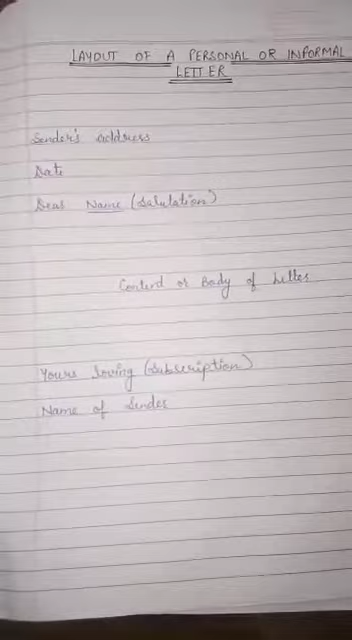 LAYOUT OF A PERSONAL OR INFORMAL
LETTER
Sender's address
Date
Dear Name (Salutation)
Content or Body of letter
Yours loving (Subscription)
Name of Sender